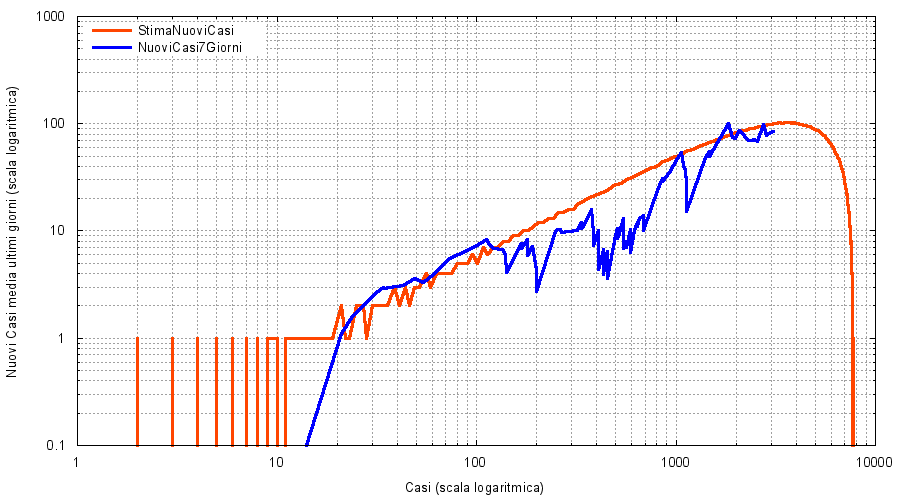 1000
StimaNuoviCasi
NuoviCasi7Giorni
100
10
1
0.1
Nuovi Casi media ultimi giorni (scala logaritmica)
1
10
100
1000
10000
Casi (scala logaritmica)